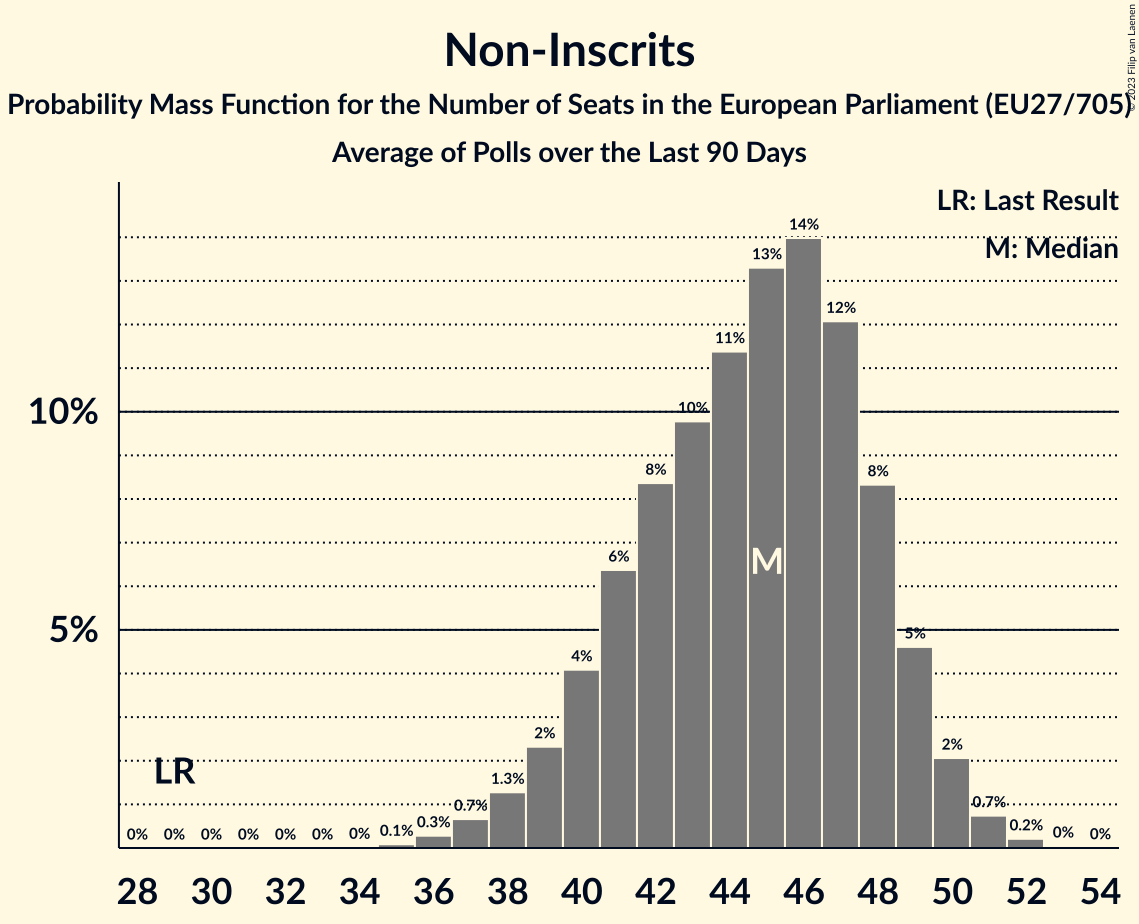 © 2023 Filip van Laenen
Non-Inscrits
Probability Mass Function for the Number of Seats in the European Parliament (EU27/705)
Average of Polls over the Last 90 Days
LR: Last Result
M: Median
14%
13%
12%
11%
10%
10%
8%
8%
M
6%
5%
5%
4%
2%
2%
LR
1.3%
0.7%
0.7%
0.3%
0.2%
0.1%
0% 0% 0% 0% 0% 0% 0% 0% 0%
28 30 32 34 36 38 40 42 44 46 48 50 52 54